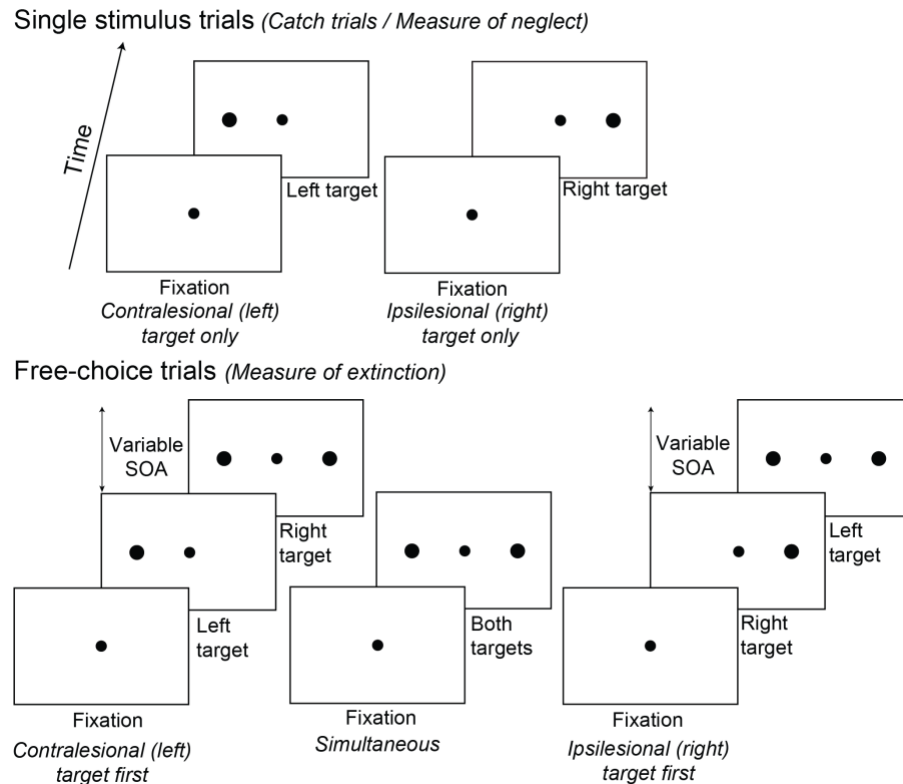 Single stimulus trials (Catch trials / Measure of neglect)
Time
Left target
Right target
Fixation
Contralesional (left)
target only
Fixation
Ipsilesional (right)
target only
Free-choice trials (Measure of extinction)
Variable
SOA
Right
target
Left
target
Fixation
Contralesional (left)
target first
Both
targets
Fixation
Simultaneous
Variable
SOA
Left
target
Right
target
Fixation
Ipsilesional (right)
target first